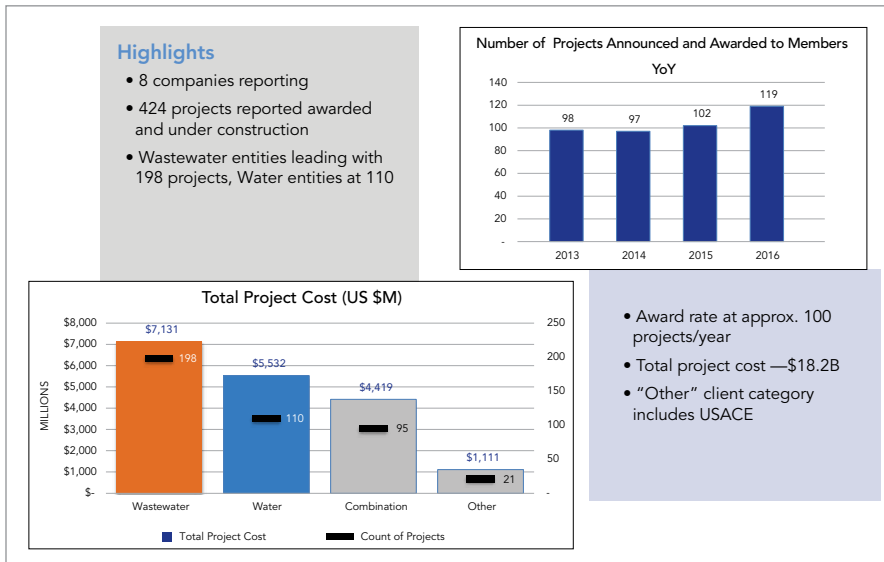 Highlights
• 8 companies reporting
• 424 projects reported awarded
and under construction
• Wastewater entities leading with
198 projects, Water entities at 110
Number of Projects Announced and Awarded to Members
YoY
140
120
100
80
60
40
20
-
98
97
102
119
2013
2014
2015
2016
Total Project Cost (US $M)
MILLIONS
$8,000
$7,000
$6,000
$5,000
$4,000
$3,000
$2,000
$1,000
$-
$7,131
198
$5,532
110
$4,419
95
$1,111
21
250
200
150
100
50
-
Wastewater
Water
Combination
Other
Total Project Cost
Count of Projects
• Award rate at approx. 100
projects/year
• Total project cost —$18.2B
• “Other” client category
includes USACE